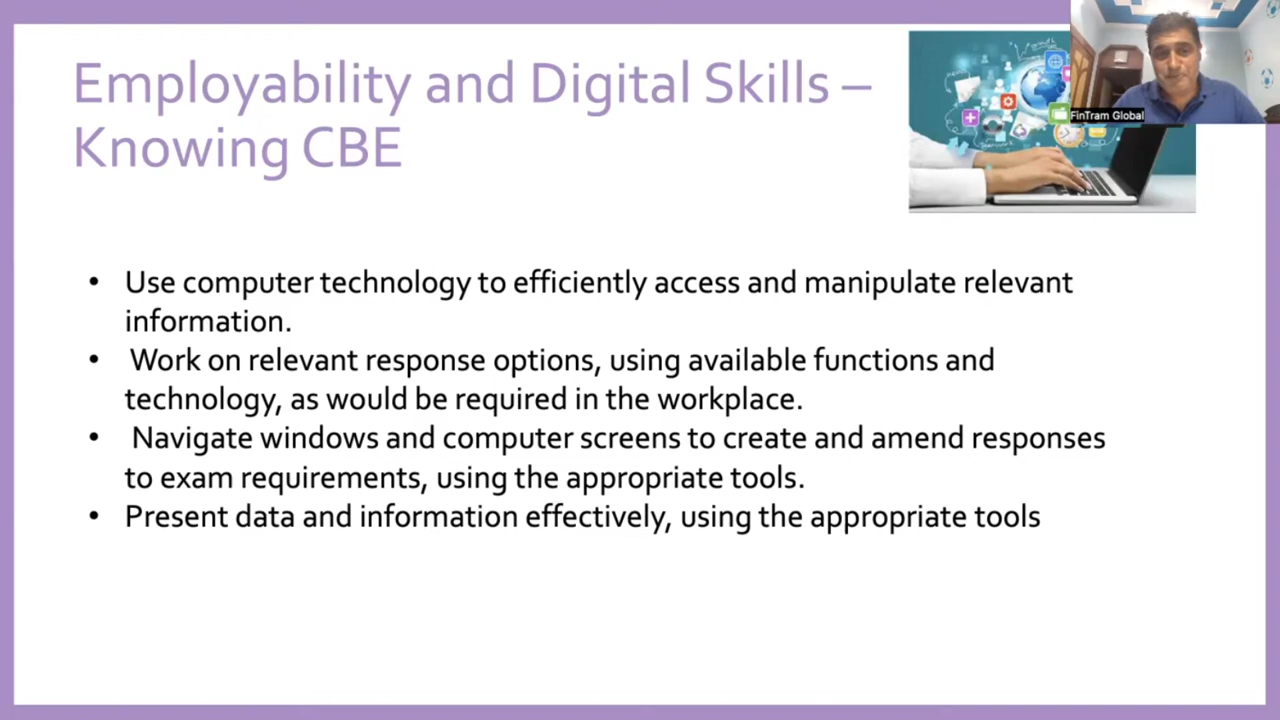 Employability and Digital Skills –
Knowing CBE
FinTram Global
• Use computer technology to efficiently access and manipulate relevant
information.
• Work on relevant response options, using available functions and
technology, as would be required in the workplace.
• Navigate windows and computer screens to create and amend responses
to exam requirements, using the appropriate tools.
• Present data and information effectively, using the appropriate tools